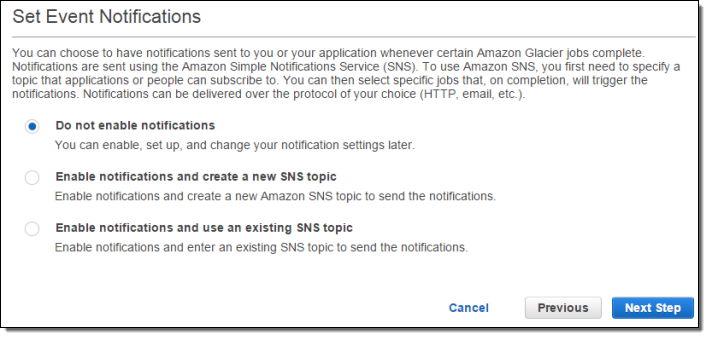 Set Event Notifications
You can choose to have notifications sent to you or your application whenever certain Amazon Glacier jobs complete.
Notifications are sent using the Amazon Simple Notifications Service (SNS). To use Amazon SNS, you first need to specify a
topic that applications or people can subscribe to. You can then select specific jobs that, on completion, will trigger the
notifications. Notifications can be delivered over the protocol of your choice (HTTP, email, etc.).
Do not enable notifications
You can enable, set up, and change your notification settings later.
Enable notifications and create a new SNS topic
Enable notifications and create a new Amazon SNS topic to send the notifications.
Enable notifications and use an existing SNS topic
Enable notifications and enter an existing SNS topic to send the notifications.
Cancel Previous Next Step